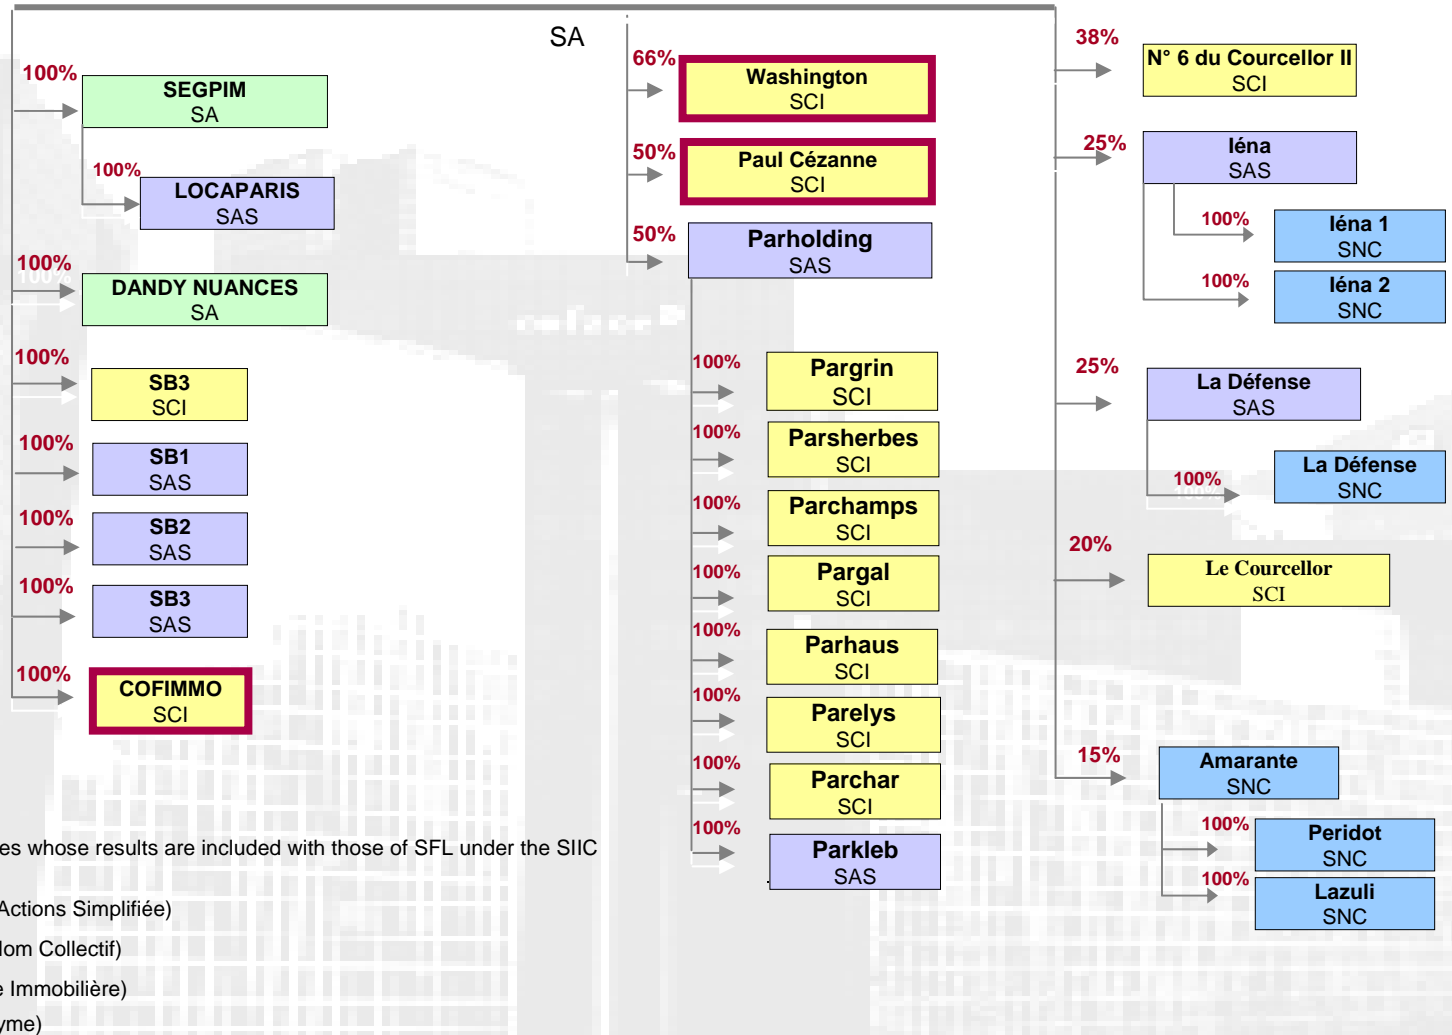 SA
100%
SEGPIM
SA
100%
LOCAPARIS
SAS
100%
100%
DANDY NUANCES
SA
100%
SB3
SCI
100%
SB1
SAS
100%
SB2
SAS
100%
SB3
SAS
100%
COFIMMO
SCI
66%
Washington
SCI
50%
Paul Cézanne
SCI
50%
Parholding
SAS
100%
Pargrin
SCI
100%
Parsherbes
SCI
100%
Parchamps
SCI
100%
Pargal
SCI
100%
Parhaus
SCI
100%
Parelys
SCI
100%
Parchar
SCI
100%
Parkleb
SAS
38%
N° 6 du Courcellor II
SCI
25%
Iéna
SAS
100%
Iéna 1
SNC
100%
Iéna 2
SNC
25%
La Défense
SAS
100%
100%
La Défense
SNC
20%
Le Courcellor
SCI
15%
Amarante
SNC
100%
Peridot
SNC
100%
Lazuli
SNC
es whose results are included with those of SFL under the SIIC
Actions Simplifiée)
lom Collectif)
e Immobilière)
yme)